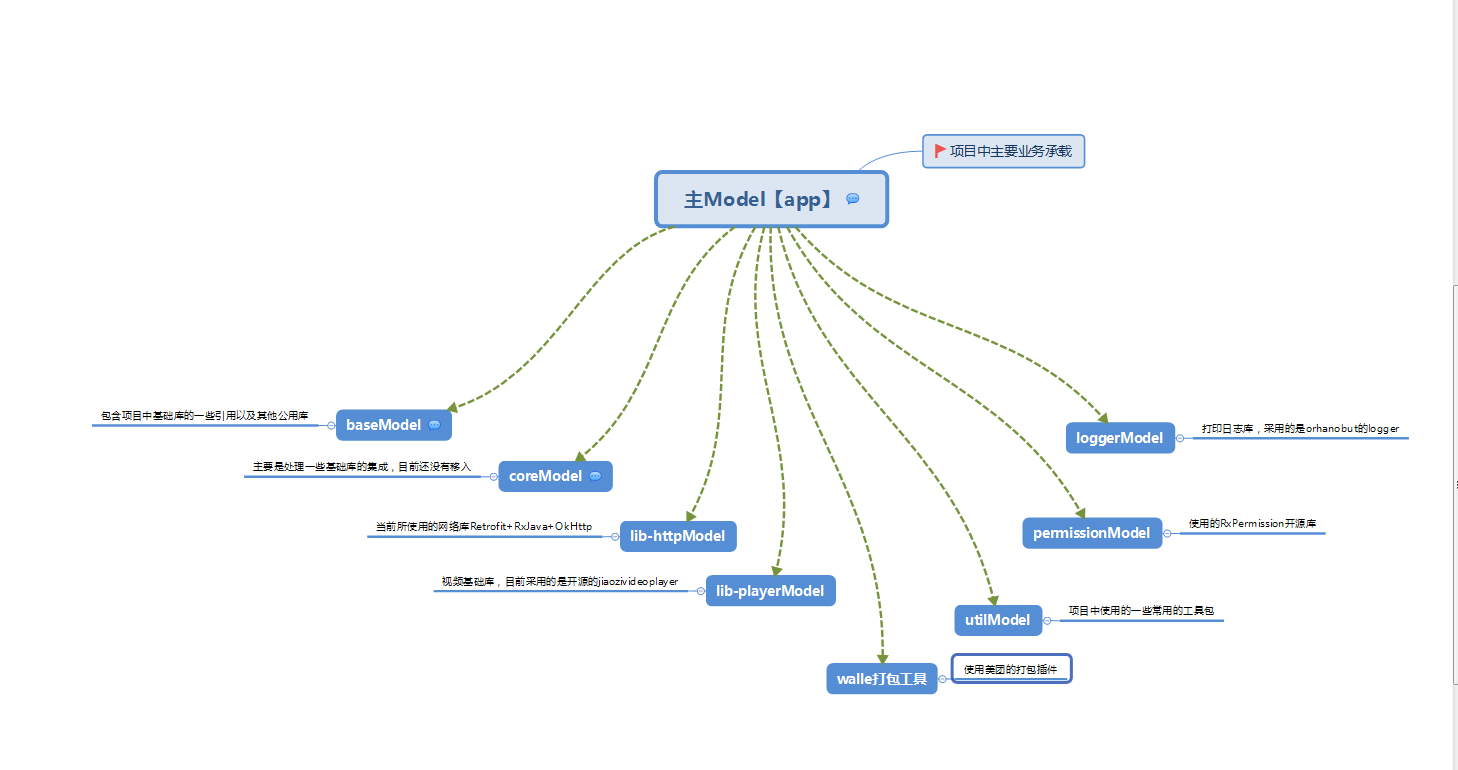 项目中主要业务承载
主Model【app】
包含项目中基础库的一些引用以及其他公用库
baseModel
打印日志库，采用的是orhanobut的logger
loggerModel
主要是处理一些基础库的集成，目前还没有移入
coreModel
当前所使用的网络库Retrofit+RxJava+OkHttp
lib-httpModel
使用的RxPermission开源库
permissionModel
视频基础库，目前采用的是开源的jiaozivideoplayer
lib-playerModel
项目中使用的一些常用的工具包
utilModel
使用美团的打包插件
walle打包工具